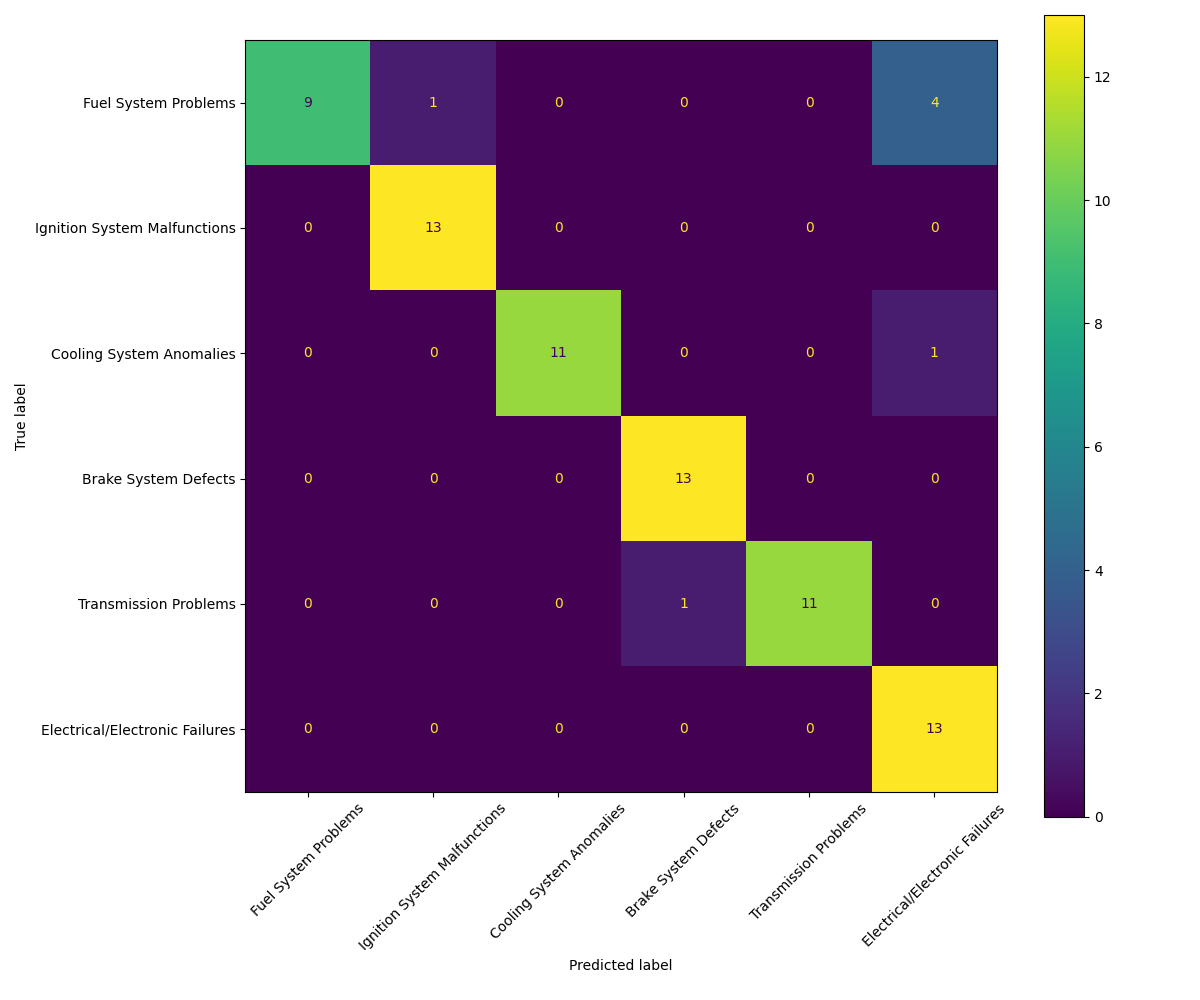 12
Fuel System Problems 9 1 0 0 0 4
10
Ignition System Malfunctions 0 13 0 0 0 0
8
Cooling System Anomalies 0 0 11 0 0 1
True label
6
Brake System Defects 0 0 0 13 0 0
4
Transmission Problems 0 0 0 1 11 0
2
Electrical/Electronic Failures 0 0 0 0 0 13
0
Fuel System Problems
Ignition System Malfunctions
Cooling System Anomalies
Brake System Defects
Transmission Problems
Electrical/Electronic Failures
Predicted label